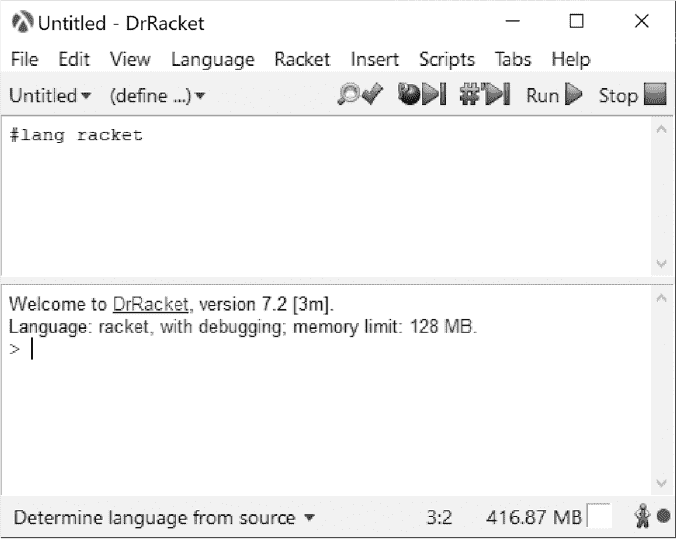 Untitled - DrRacket
File Edit View Language Racket Insert Scripts Tabs Help
Untitled (define ...) #' Run Stop
#lang racket
Welcome to DrRacket, version 7.2 [3m].
Language: racket, with debugging; memory limit: 128 MB.
>
Determine language from source 3:2 416.87 MB